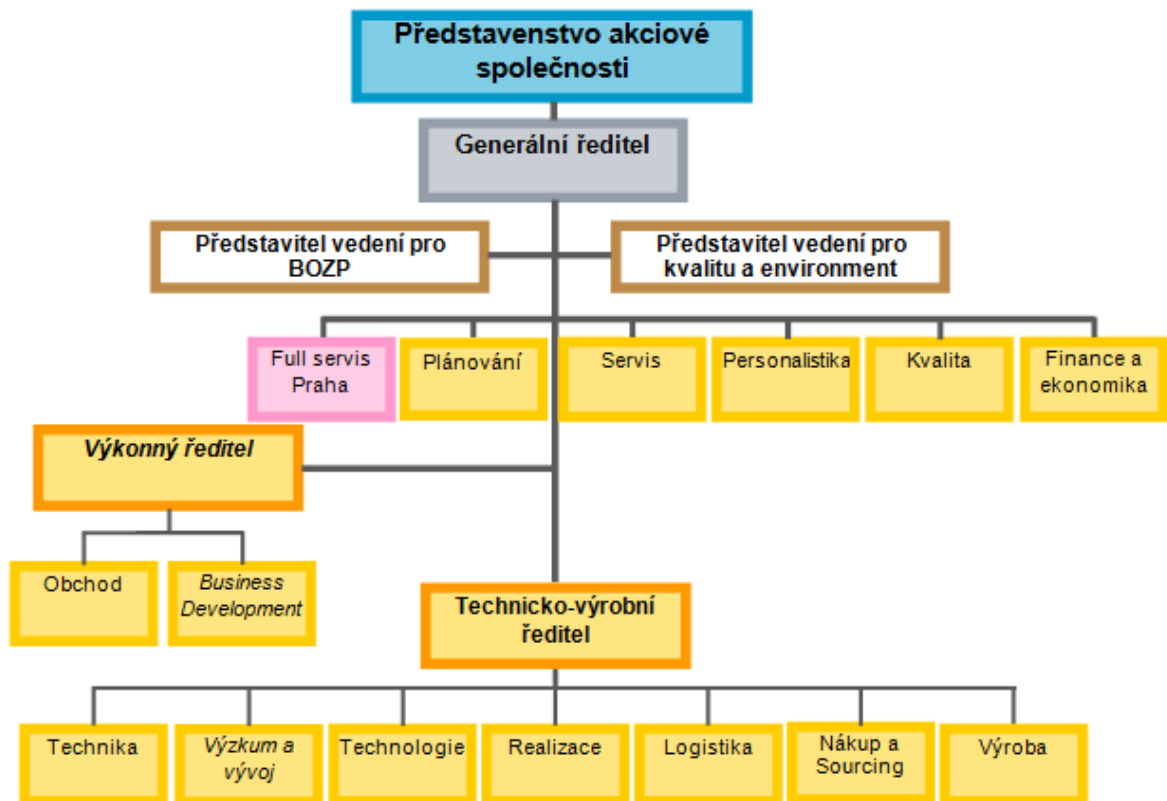 Představenstvo akciové
společnosti
Generální ředitel
Představitel vedení pro
BOZP
Představitel vedení pro
kvalitu a environment
Full servis
Praha
Plánování
Servis
Personalistika
Kvalita
Finance a
ekonomika
Výkonný ředitel
Obchod
Business
Development
Technicko-výrobní
ředitel
Technika
Výzkum a
vývoj
Technologie
Realizace
Logistika
Nákup a
Sourcing
Výroba